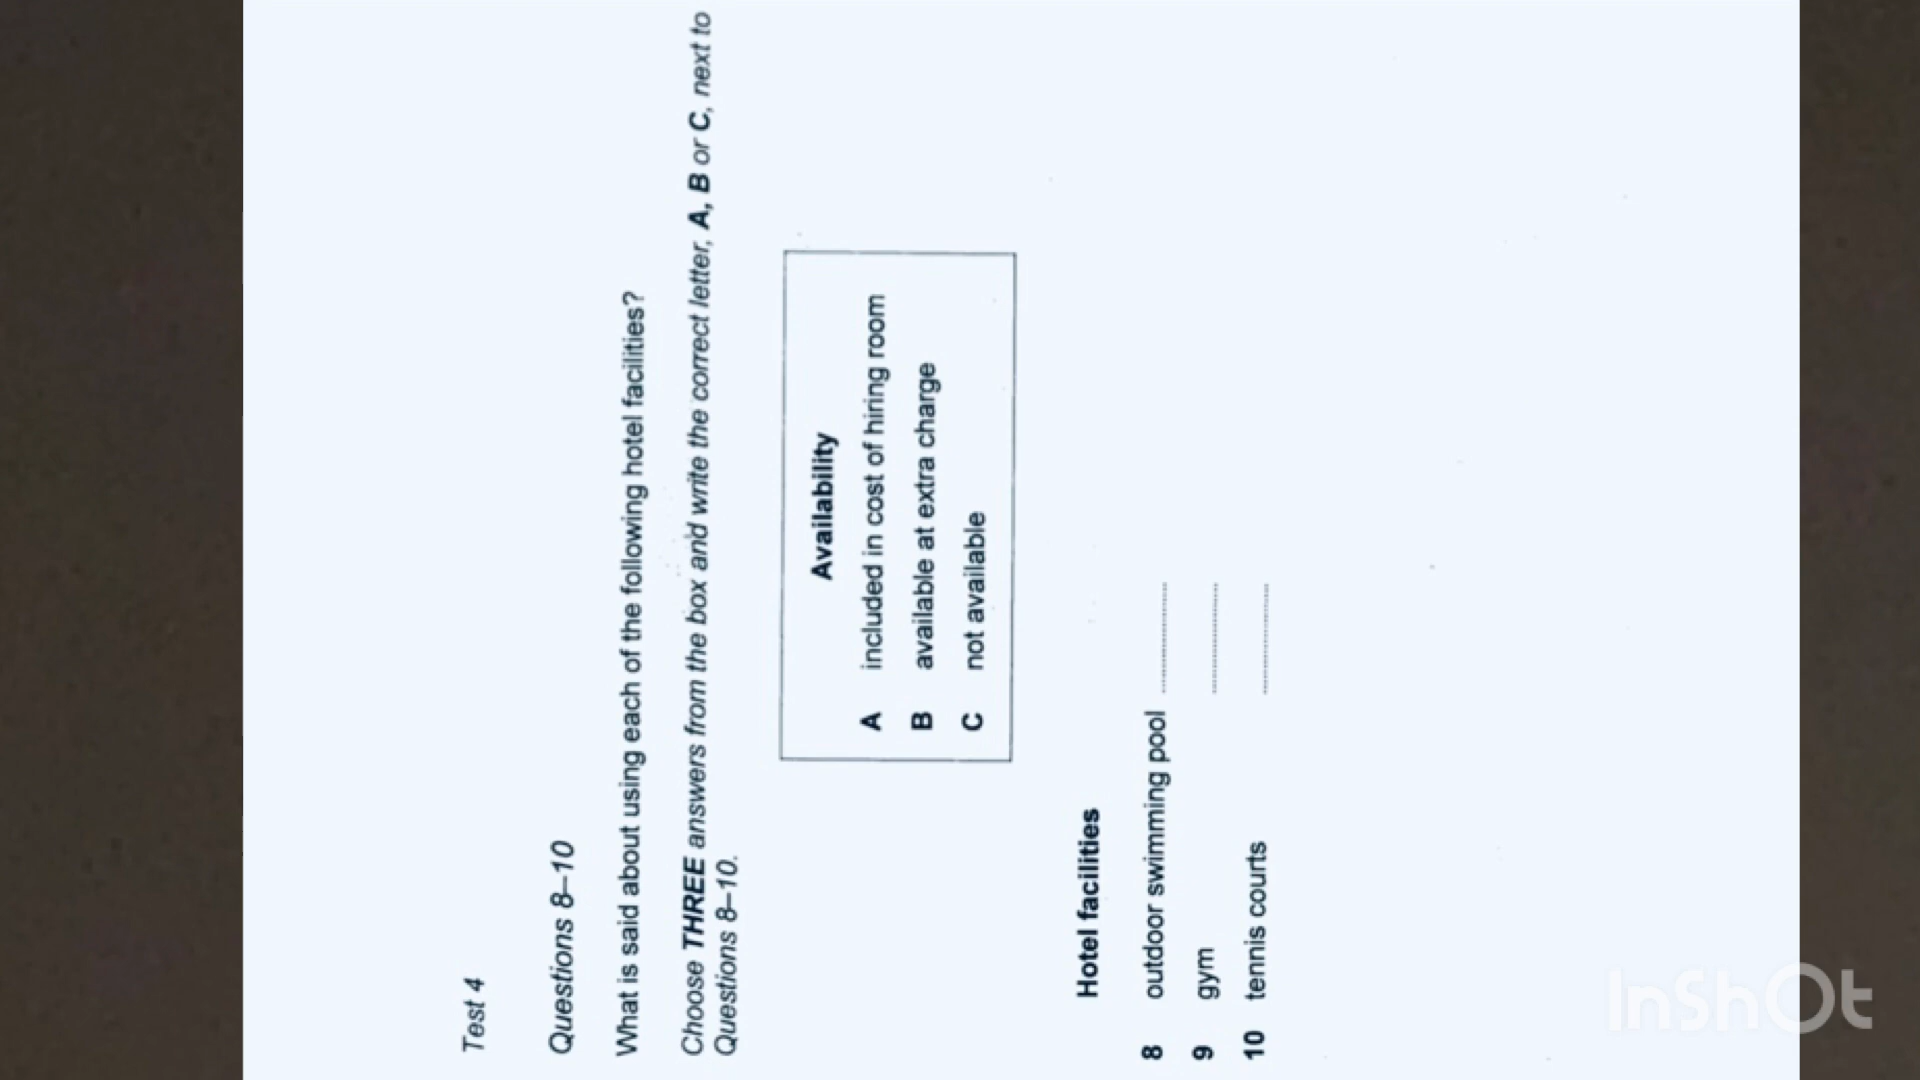 Test 4
Questions 8–10
What is said about using each of the following hotel facilities?
Choose THREE answers from the box and write the correct letter, A, B or C, next to
Questions 8–10.
Availability
A included in cost of hiring room
B available at extra charge
C not available
Hotel facilities
8 outdoor swimming pool ....................
9 gym ....................
10 tennis courts ....................
InShOt